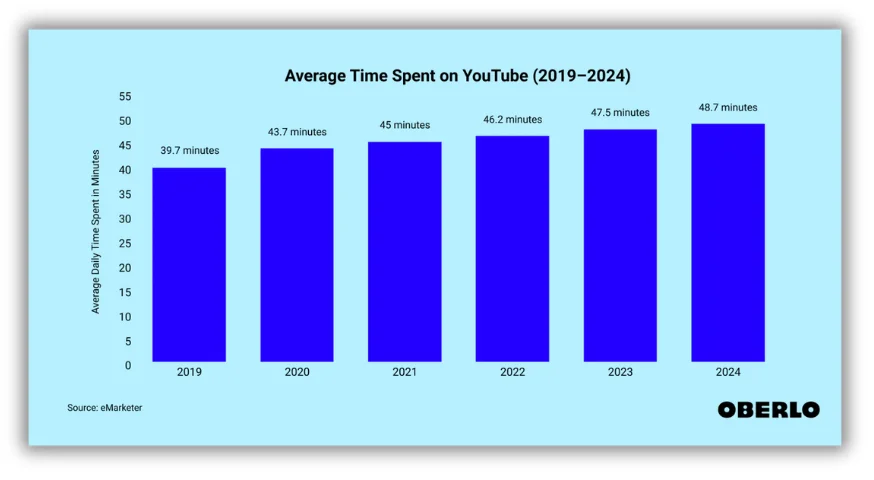 Average Time Spent on YouTube (2019–2024)
Average Daily Time Spent in Minutes
55
50
45
40
35
30
25
20
15
10
5
0
39.7 minutes
43.7 minutes
45 minutes
46.2 minutes
47.5 minutes
48.7 minutes
2019
2020
2021
2022
2023
2024
Source: eMarketer
OBERLO